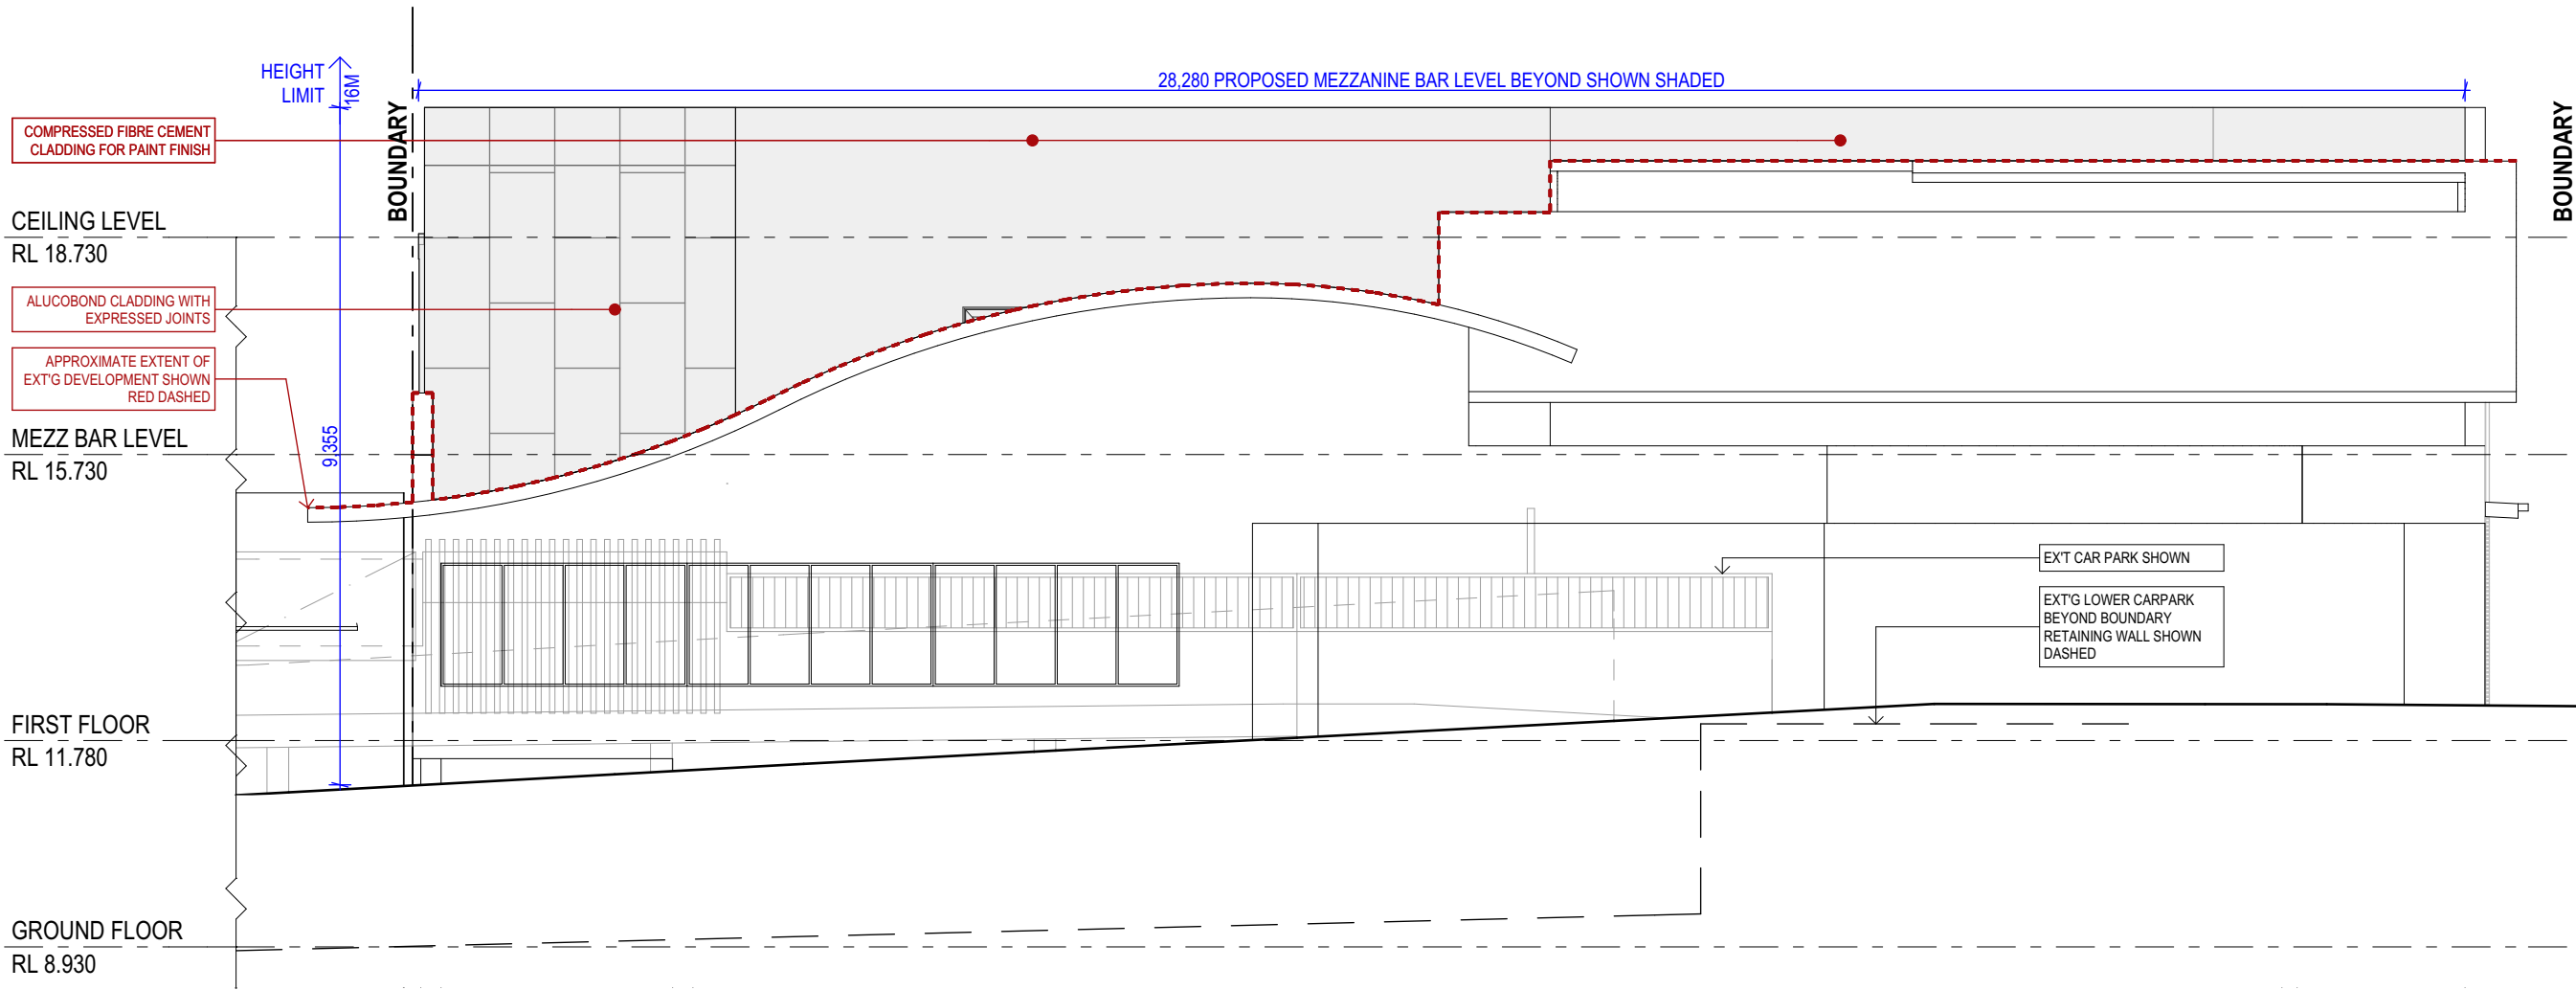 HEIGHT
LIMIT
16M
28,280 PROPOSED MEZZANINE BAR LEVEL BEYOND SHOWN SHADED
BOUNDARY
BOUNDARY
COMPRESSED FIBRE CEMENT
CLADDING FOR PAINT FINISH
CEILING LEVEL
RL 18.730
ALUCOBOND CLADDING WITH
EXPRESSED JOINTS
APPROXIMATE EXTENT OF
EXT'G DEVELOPMENT SHOWN
RED DASHED
MEZZ BAR LEVEL
RL 15.730
9,355
EX'T CAR PARK SHOWN
EXT'G LOWER CARPARK
BEYOND BOUNDARY
RETAINING WALL SHOWN
DASHED
FIRST FLOOR
RL 11.780
GROUND FLOOR
RL 8.930